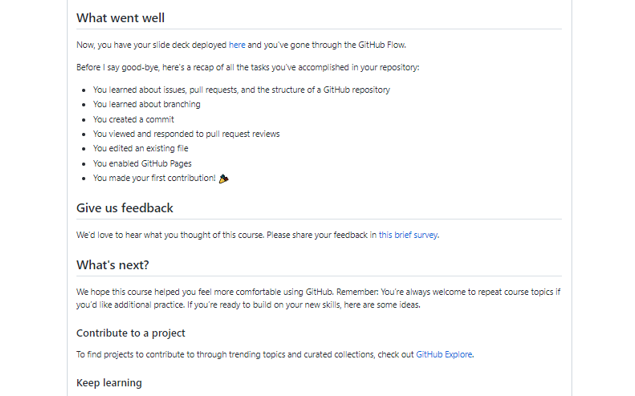 What went well
Now, you have your slide deck deployed here and you've gone through the GitHub Flow.
Before I say good-bye, here's a recap of all the tasks you've accomplished in your repository:
You learned about issues, pull requests, and the structure of a GitHub repository
You learned about branching
You created a commit
You viewed and responded to pull request reviews
You edited an existing file
You enabled GitHub Pages
You made your first contribution! 🎉
Give us feedback
We'd love to hear what you thought of this course. Please share your feedback in this brief survey.
What's next?
We hope this course helped you feel more comfortable using GitHub. Remember: You're always welcome to repeat course topics if
you'd like additional practice. If you're ready to build on your new skills, here are some ideas.
Contribute to a project
To find projects to contribute to through trending topics and curated collections, check out GitHub Explore.
Keep learning